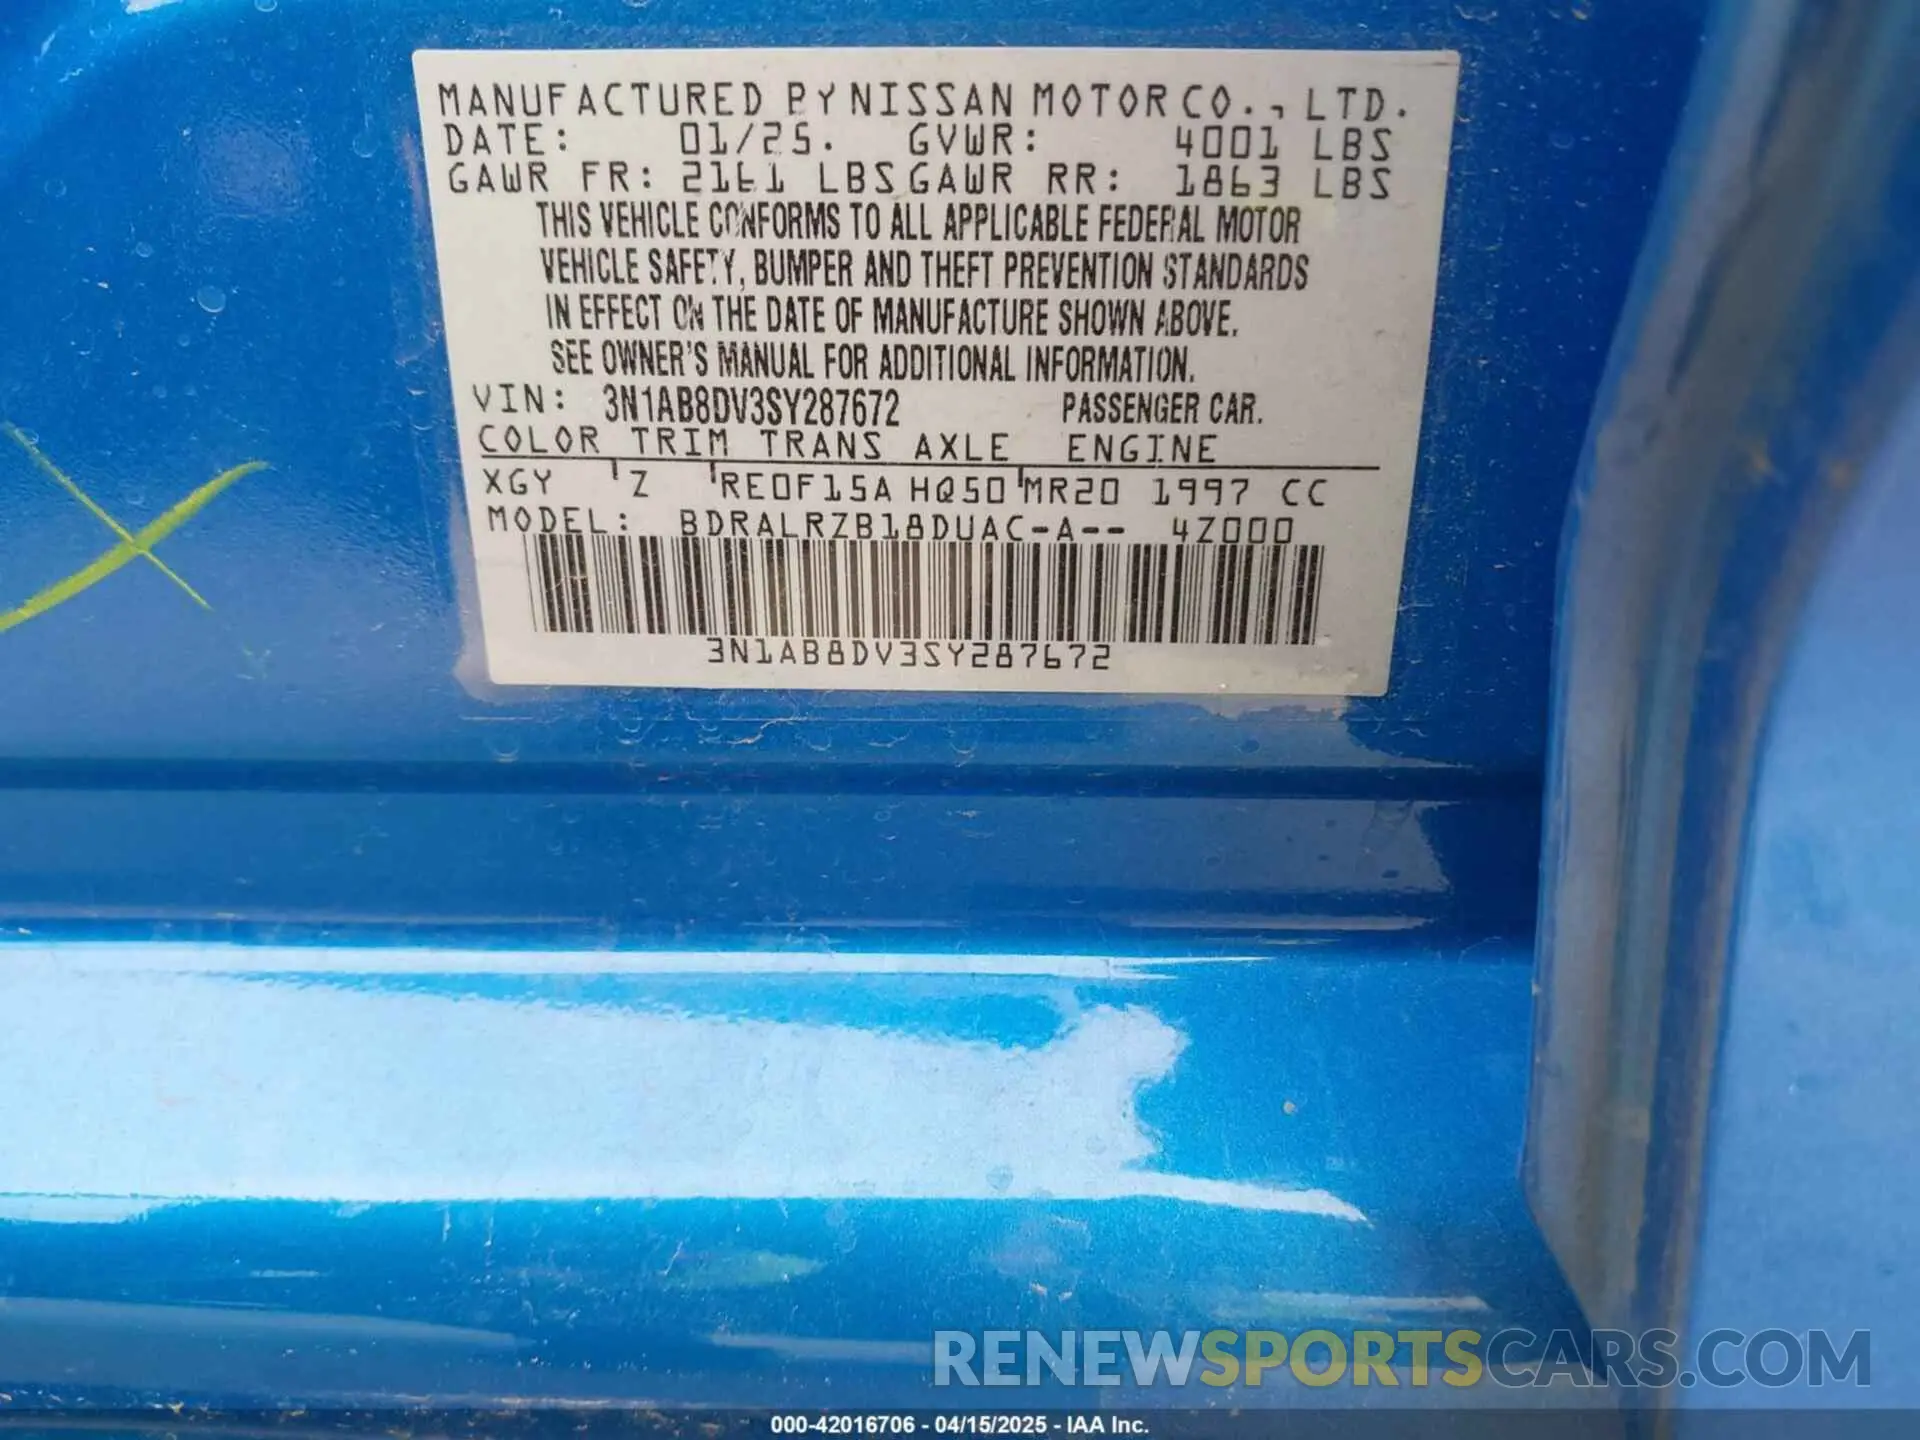 MANUFACTURED BY NISSAN MOTOR CO., LTD.
DATE: 01/25. GVWR: 4001 LBS
GAWR FR: 2161 LBS GAWR RR: 1863 LBS
THIS VEHICLE CONFORMS TO ALL APPLICABLE FEDERAL MOTOR
VEHICLE SAFETY, BUMPER AND THEFT PREVENTION STANDARDS
IN EFFECT ON THE DATE OF MANUFACTURE SHOWN ABOVE.
SEE OWNER'S MANUAL FOR ADDITIONAL INFORMATION.
VIN: 3N1AB8DV3SY287672 PASSENGER CAR.
COLOR TRIM TRANS AXLE ENGINE
XGY Z RE0F15A HQ50 MR20 1997 CC
MODEL: BDRALRZB18DUAC-A-- 4Z000
3N1AB8DV3SY287672
RENEWSPORTSCARS.COM
000-42016706 - 04/15/2025 - IAA Inc.